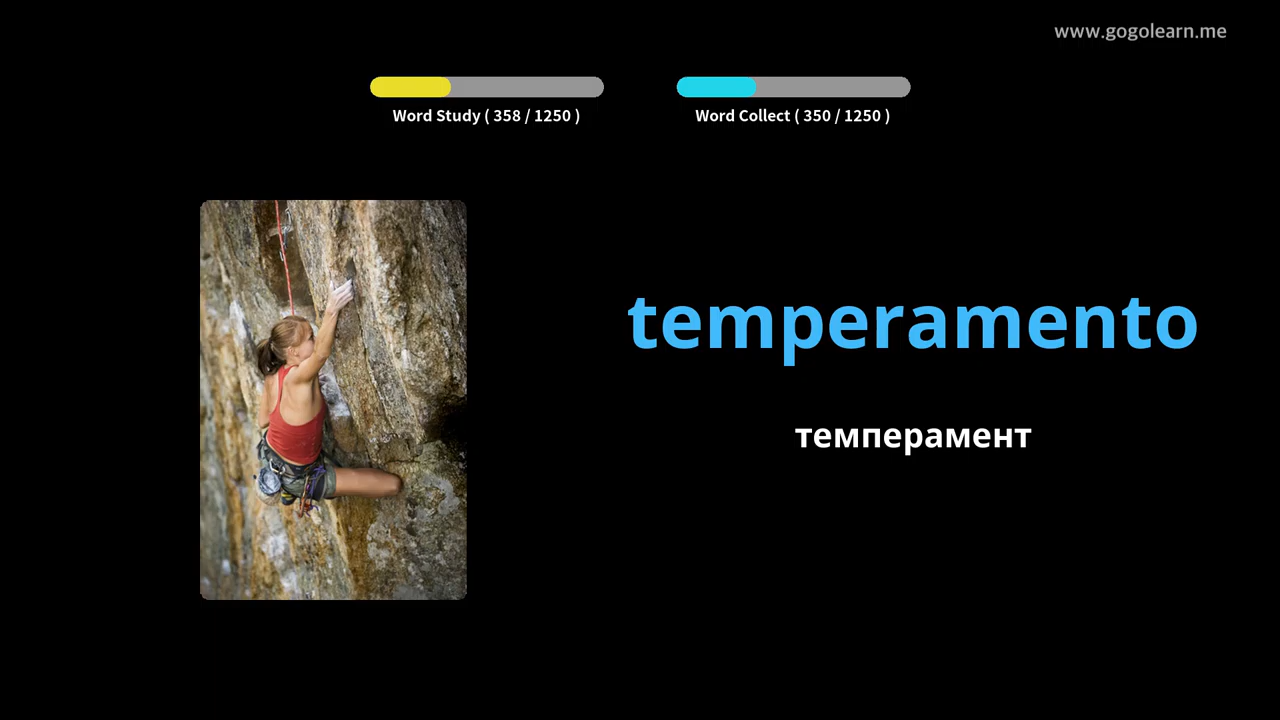 www.gogolearn.me
Word Study ( 358 / 1250 )
Word Collect ( 350 / 1250 )
temperamento
темперамент